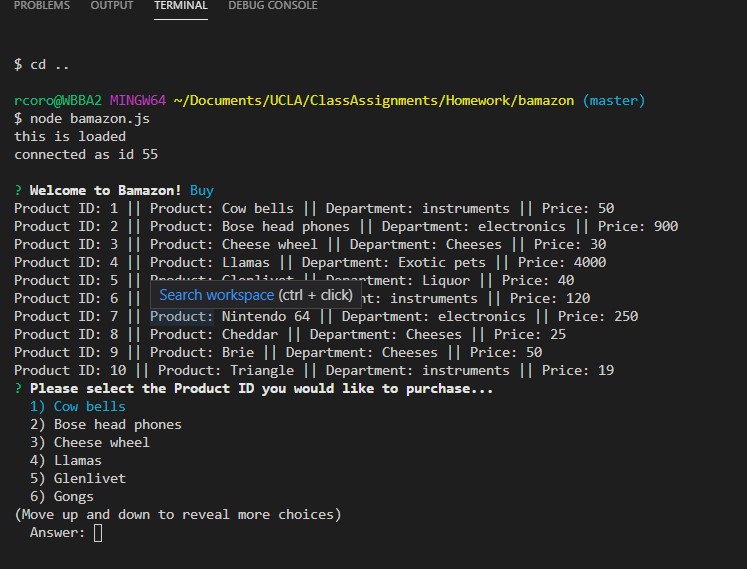 PROBLEMS OUTPUT TERMINAL DEBUG CONSOLE
$ cd ..
rcoro@WBBA2 MINGW64 ~/Documents/UCLA/ClassAssignments/Homework/bamazon (master)
$ node bamazon.js
this is loaded
connected as id 55
? Welcome to Bamazon! Buy
Product ID: 1 || Product: Cow bells || Department: instruments || Price: 50
Product ID: 2 || Product: Bose head phones || Department: electronics || Price: 900
Product ID: 3 || Product: Cheese wheel || Department: Cheeses || Price: 30
Product ID: 4 || Product: Llamas || Department: Exotic pets || Price: 4000
Product ID: 5 || Product: Glenlivet || Department: Liquor || Price: 40
Search workspace (ctrl + click)
Product ID: 6 || nt: instruments || Price: 120
Product ID: 7 || Product: Nintendo 64 || Department: electronics || Price: 250
Product ID: 8 || Product: Cheddar || Department: Cheeses || Price: 25
Product ID: 9 || Product: Brie || Department: Cheeses || Price: 50
Product ID: 10 || Product: Triangle || Department: instruments || Price: 19
? Please select the Product ID you would like to purchase...
1) Cow bells
2) Bose head phones
3) Cheese wheel
4) Llamas
5) Glenlivet
6) Gongs
(Move up and down to reveal more choices)
Answer: